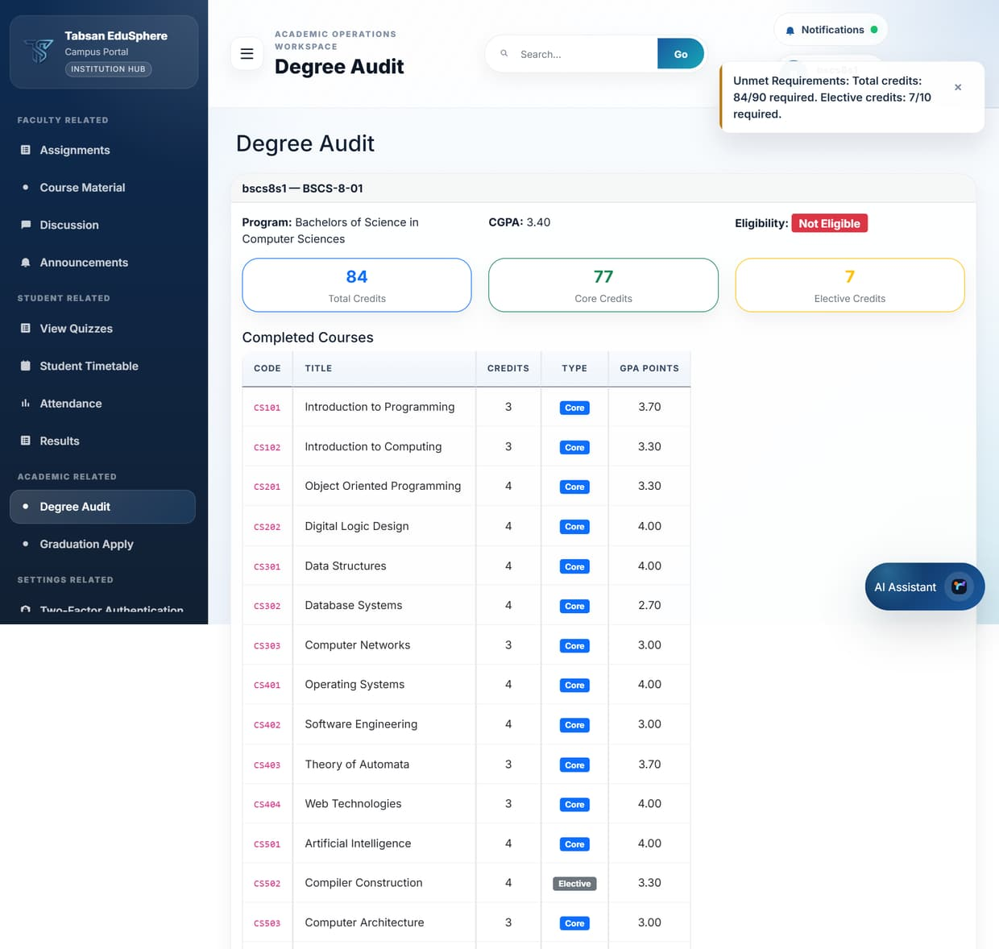 Tabsan EduSphere
Campus Portal
INSTITUTION HUB
FACULTY RELATED
Assignments
Course Material
Discussion
Announcements
STUDENT RELATED
View Quizzes
Student Timetable
Attendance
Results
ACADEMIC RELATED
Degree Audit
Graduation Apply
SETTINGS RELATED
Two-Factor Authentication
ACADEMIC OPERATIONS
WORKSPACE
Degree Audit
Search...
Go
Notifications
Unmet Requirements: Total credits:
84/90 required. Elective credits: 7/10
required.
×
Degree Audit
bscs8s1 — BSCS-8-01
Program: Bachelors of Science in
Computer Sciences
CGPA: 3.40
Eligibility: Not Eligible
84
Total Credits
77
Core Credits
7
Elective Credits
Completed Courses
CODE TITLE CREDITS TYPE GPA POINTS
CS101 Introduction to Programming 3 Core 3.70
CS102 Introduction to Computing 3 Core 3.30
CS201 Object Oriented Programming 4 Core 3.30
CS202 Digital Logic Design 4 Core 4.00
CS301 Data Structures 4 Core 4.00
CS302 Database Systems 4 Core 2.70
CS303 Computer Networks 3 Core 3.00
CS401 Operating Systems 4 Core 4.00
CS402 Software Engineering 4 Core 3.00
CS403 Theory of Automata 3 Core 3.70
CS404 Web Technologies 3 Core 4.00
CS501 Artificial Intelligence 4 Core 4.00
CS502 Compiler Construction 4 Elective 3.30
CS503 Computer Architecture 3 Core 3.00
AI Assistant